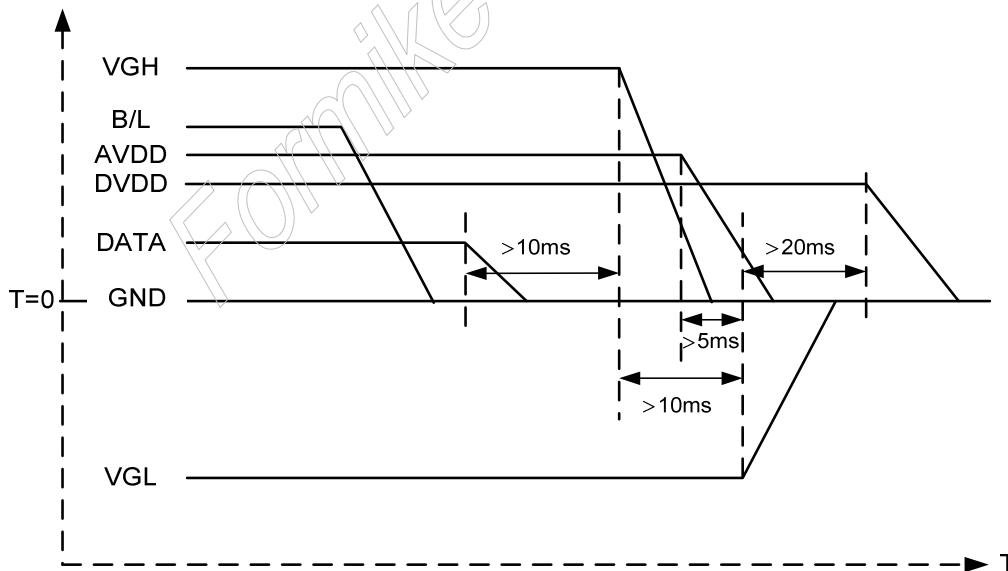 VGH
B/L
AVDD
DVDD
DATA
>10ms
>20ms
T=0
GND
>5ms
>10ms
VGL
T
Formike